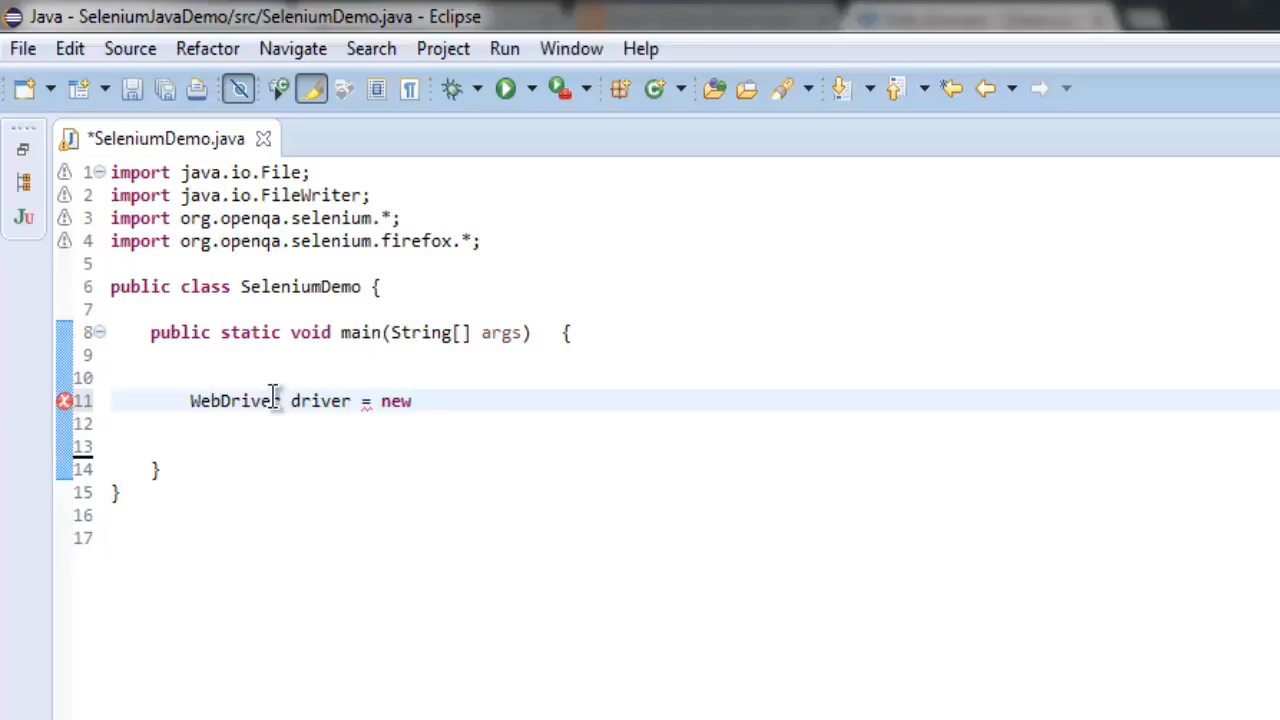 Java - SeleniumJavaDemo/src/SeleniumDemo.java - Eclipse
File Edit Source Refactor Navigate Search Project Run Window Help
*SeleniumDemo.java
1 import java.io.File;
2 import java.io.FileWriter;
3 import org.openqa.selenium.*;
4 import org.openqa.selenium.firefox.*;
5
6 public class SeleniumDemo {
7
8 public static void main(String[] args) {
9
10
11 WebDriver driver = new
12
13
14 }
15 }
16
17
JU